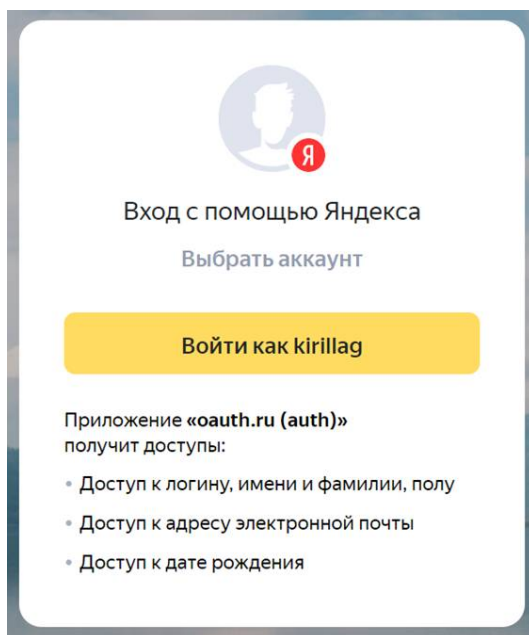 Я
Вход с помощью Яндекса
Выбрать аккаунт
Войти как kirillag
Приложение «oauth.ru (auth)»
получит доступы:
• Доступ к логину, имени и фамилии, полу
• Доступ к адресу электронной почты
• Доступ к дате рождения